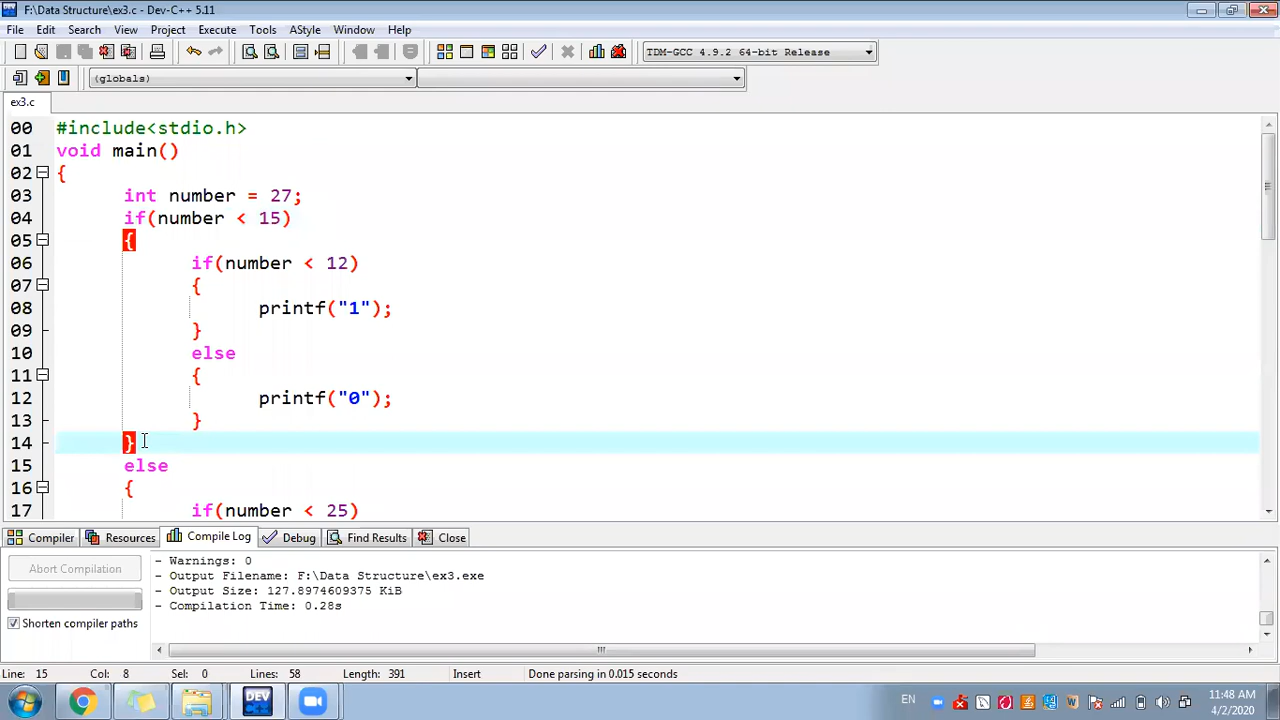 F:\Data Structure\ex3.c - Dev-C++ 5.11
File Edit Search View Project Execute Tools AStyle Window Help
TDM-GCC 4.9.2 64-bit Release
(globals)
ex3.c
00 #include<stdio.h>
01 void main()
02 {
03 int number = 27;
04 if(number < 15)
05 {
06 if(number < 12)
07 {
08 printf("1");
09 }
10 else
11 {
12 printf("0");
13 }
14 }
15 else
16 {
17 if(number < 25)
Compiler Resources Compile Log Debug Find Results Close
Abort Compilation
Shorten compiler paths
- Warnings: 0
- Output Filename: F:\Data Structure\ex3.exe
- Output Size: 127.8974609375 KiB
- Compilation Time: 0.28s
Line: 15 Col: 8 Sel: 0 Lines: 58 Length: 391 Insert Done parsing in 0.015 seconds
DEV
EN
11:48 AM
4/2/2020